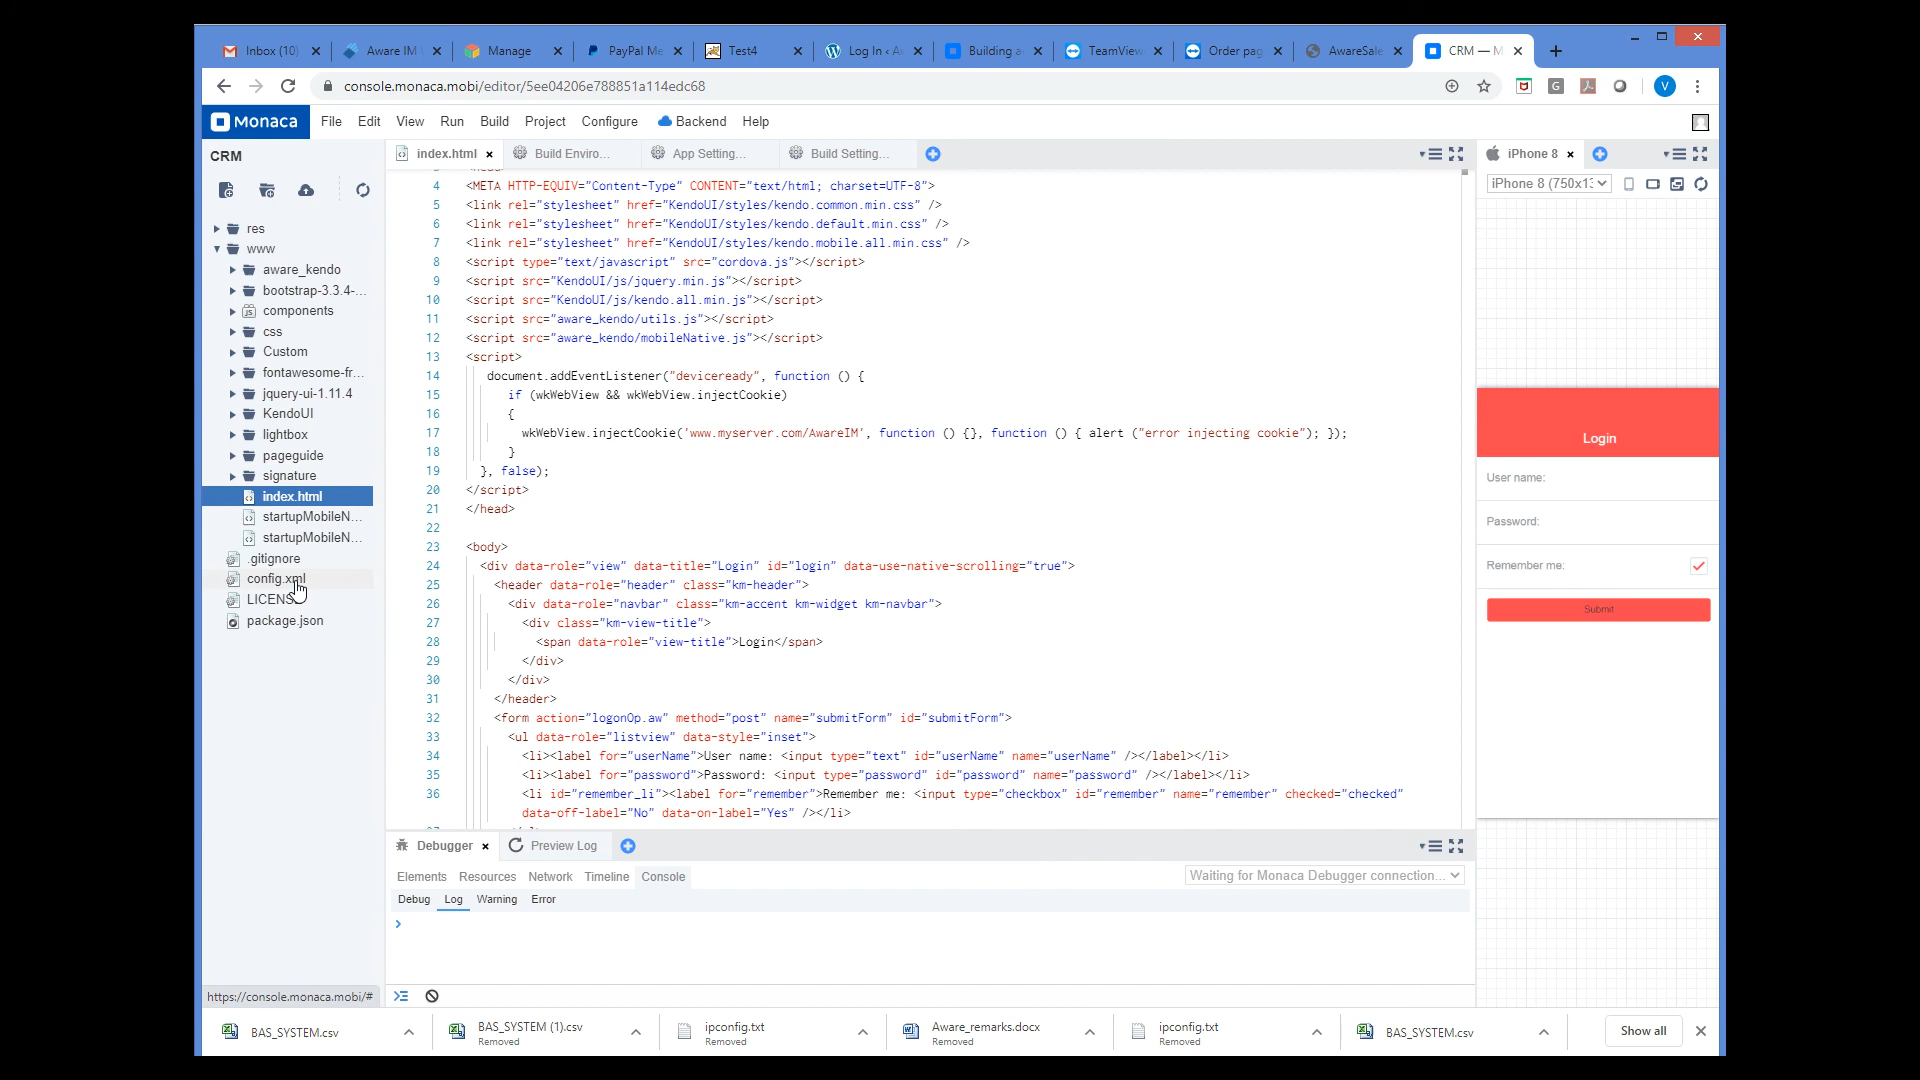 Inbox (10)
Aware IM
Manage
PayPal Me
Test4
Log In ‹ A
Building a
TeamView
Order pag
AwareSale
CRM — M
console.monaca.mobi/editor/5ee04206e788851a114edc68
V
Monaca File Edit View Run Build Project Configure Backend Help
CRM
index.html
Build Enviro...
App Setting...
Build Setting...
iPhone 8
iPhone 8 (750x13
res
www
aware_kendo
bootstrap-3.3.4-...
components
css
Custom
fontawesome-fr...
jquery-ui-1.11.4
KendoUI
lightbox
pageguide
signature
index.html
startupMobileN...
startupMobileN...
.gitignore
config.xml
LICENS
package.json
4 <META HTTP-EQUIV="Content-Type" CONTENT="text/html; charset=UTF-8">
5 <link rel="stylesheet" href="KendoUI/styles/kendo.common.min.css" />
6 <link rel="stylesheet" href="KendoUI/styles/kendo.default.min.css" />
7 <link rel="stylesheet" href="KendoUI/styles/kendo.mobile.all.min.css" />
8 <script type="text/javascript" src="cordova.js"></script>
9 <script src="KendoUI/js/jquery.min.js"></script>
10 <script src="KendoUI/js/kendo.all.min.js"></script>
11 <script src="aware_kendo/utils.js"></script>
12 <script src="aware_kendo/mobileNative.js"></script>
13 <script>
14 document.addEventListener("deviceready", function () {
15 if (wkWebView && wkWebView.injectCookie)
16 {
17 wkWebView.injectCookie('www.myserver.com/AwareIM', function () {}, function () { alert ("error injecting cookie"); });
18 }
19 }, false);
20 </script>
21 </head>
22
23 <body>
24 <div data-role="view" data-title="Login" id="login" data-use-native-scrolling="true">
25 <header data-role="header" class="km-header">
26 <div data-role="navbar" class="km-accent km-widget km-navbar">
27 <div class="km-view-title">
28 <span data-role="view-title">Login</span>
29 </div>
30 </div>
31 </header>
32 <form action="logonOp.aw" method="post" name="submitForm" id="submitForm">
33 <ul data-role="listview" data-style="inset">
34 <li><label for="userName">User name: <input type="text" id="userName" name="userName" /></label></li>
35 <li><label for="password">Password: <input type="password" id="password" name="password" /></label></li>
36 <li id="remember_li"><label for="remember">Remember me: <input type="checkbox" id="remember" name="remember" checked="checked"
data-off-label="No" data-on-label="Yes" /></li>
Login
User name:
Password:
Remember me:
Submit
Debugger
Preview Log
Elements Resources Network Timeline Console
Waiting for Monaca Debugger connection...
Debug Log Warning Error
https://console.monaca.mobi/#
BAS_SYSTEM.csv
BAS_SYSTEM (1).csv
Removed
ipconfig.txt
Removed
Aware_remarks.docx
Removed
ipconfig.txt
Removed
BAS_SYSTEM.csv
Show all